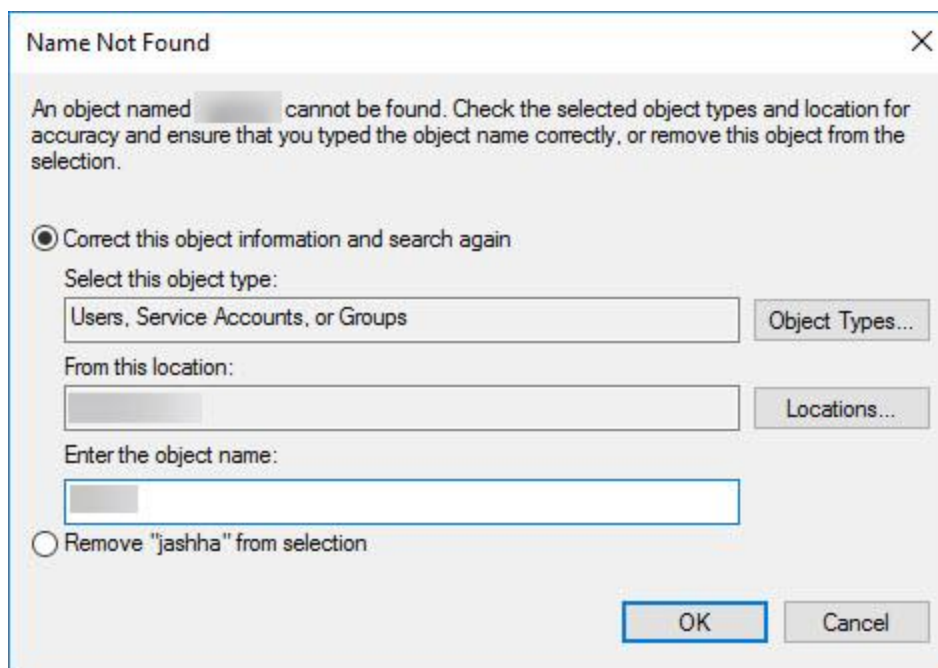 Name Not Found
An object named cannot be found. Check the selected object types and location for
accuracy and ensure that you typed the object name correctly, or remove this object from the
selection.
Correct this object information and search again
Select this object type:
Users, Service Accounts, or Groups
Object Types...
From this location:
Locations...
Enter the object name:
Remove "jashha" from selection
OK
Cancel